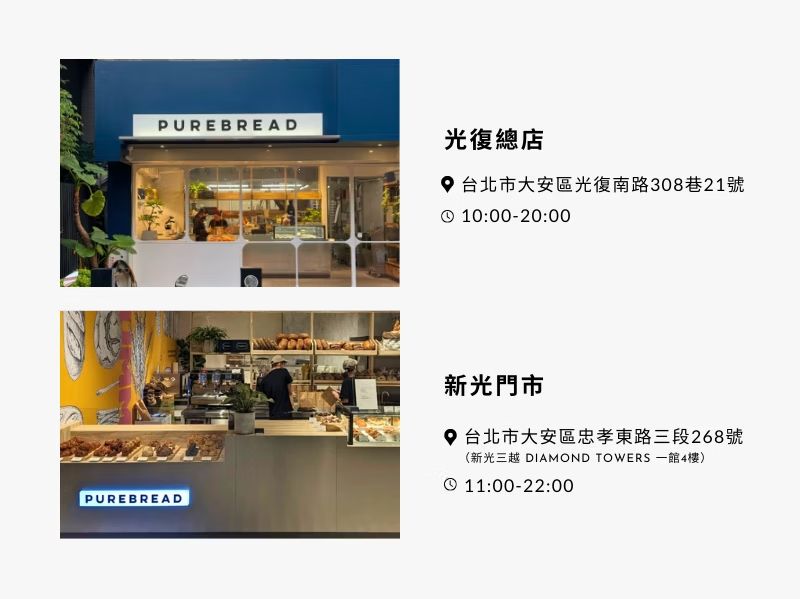 PUREBREAD
光復總店
台北市大安區光復南路308巷21號
10:00-20:00
PUREBREAD
新光門市
台北市大安區忠孝東路三段268號
（新光三越 DIAMOND TOWERS 一館4樓）
11:00-22:00